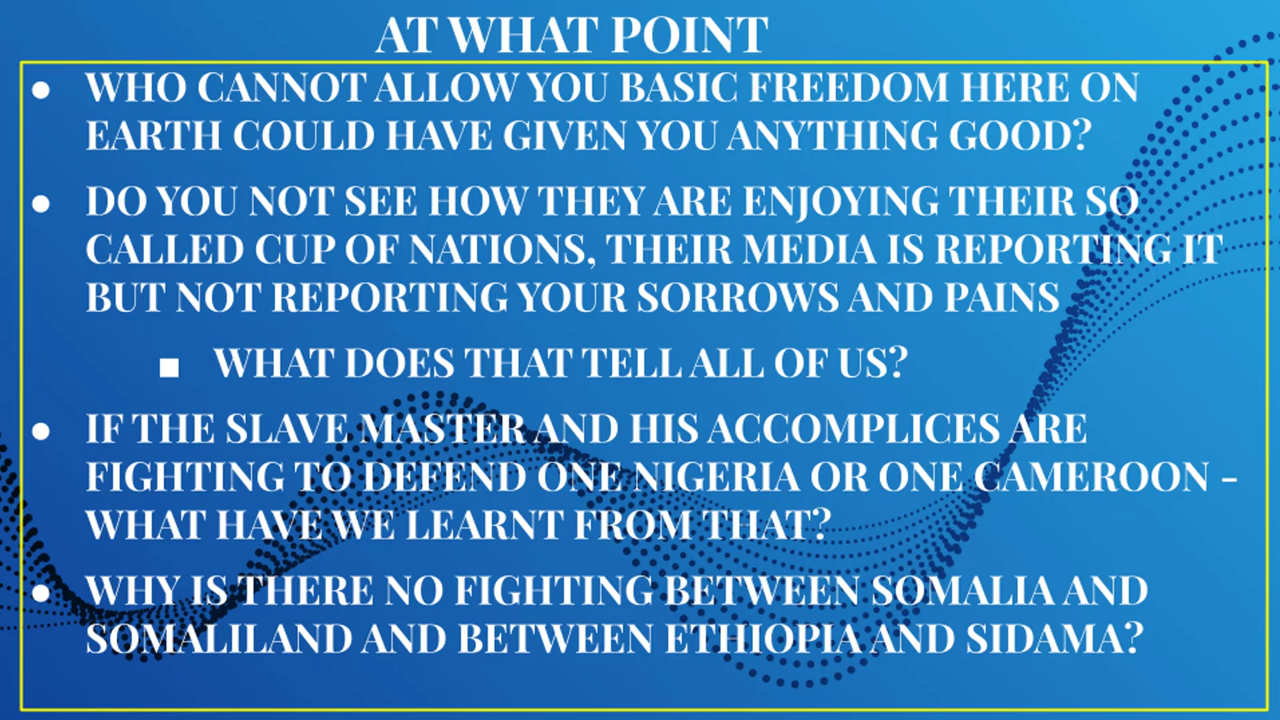 AT WHAT POINT
● WHO CANNOT ALLOW YOU BASIC FREEDOM HERE ON
EARTH COULD HAVE GIVEN YOU ANYTHING GOOD?
● DO YOU NOT SEE HOW THEY ARE ENJOYING THEIR SO
CALLED CUP OF NATIONS, THEIR MEDIA IS REPORTING IT
BUT NOT REPORTING YOUR SORROWS AND PAINS
■ WHAT DOES THAT TELL ALL OF US?
● IF THE SLAVE MASTER AND HIS ACCOMPLICES ARE
FIGHTING TO DEFEND ONE NIGERIA OR ONE CAMEROON -
WHAT HAVE WE LEARNT FROM THAT?
● WHY IS THERE NO FIGHTING BETWEEN SOMALIA AND
SOMALILAND AND BETWEEN ETHIOPIA AND SIDAMA?